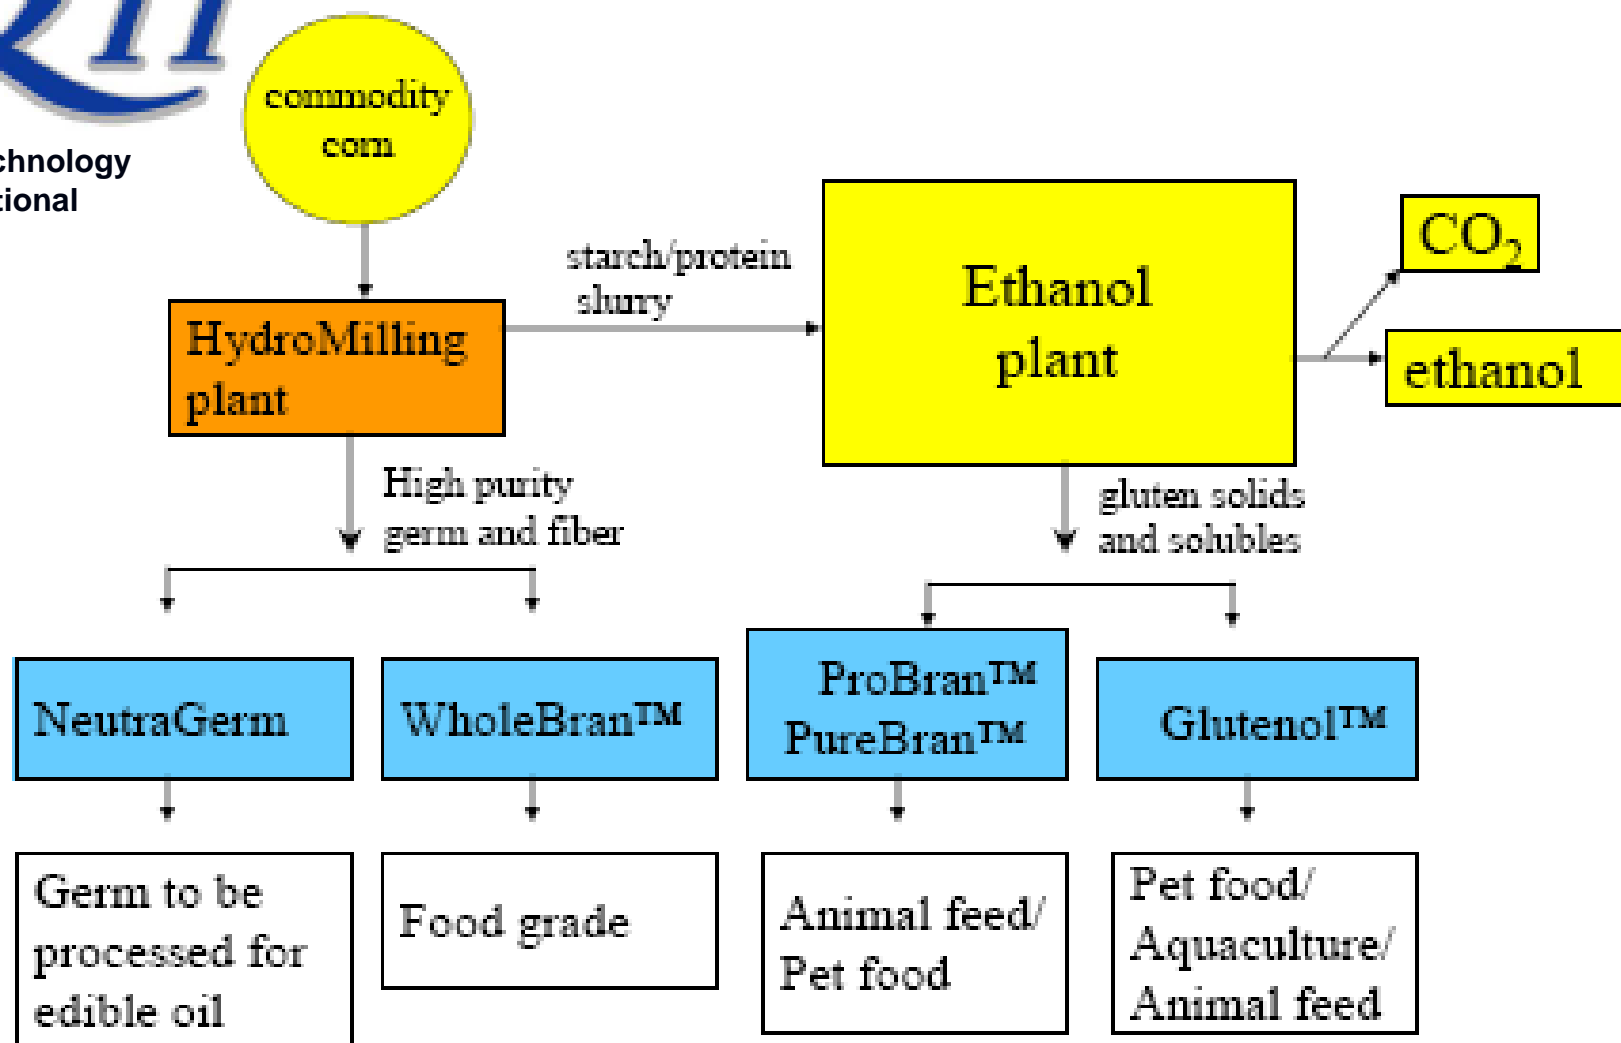 commodity
corn
chnology
tional
starch/protein
slurry
Ethanol
plant
CO₂
ethanol
HydroMilling
plant
High purity
germ and fiber
gluten solids
and solubles
NeutraGerm
WholeBran™
ProBran™
PureBran™
Glutenol™
Germ to be
processed for
edible oil
Food grade
Animal feed/
Pet food
Pet food/
Aquaculture/
Animal feed